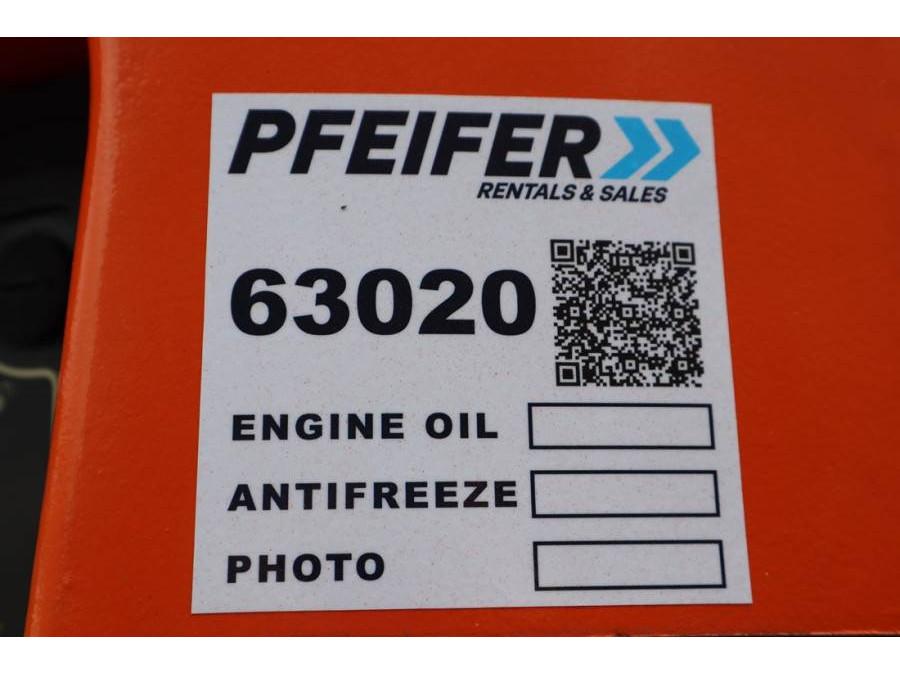 PFEIFER
RENTALS & SALES
63020
ENGINE OIL
ANTIFREEZE
PHOTO